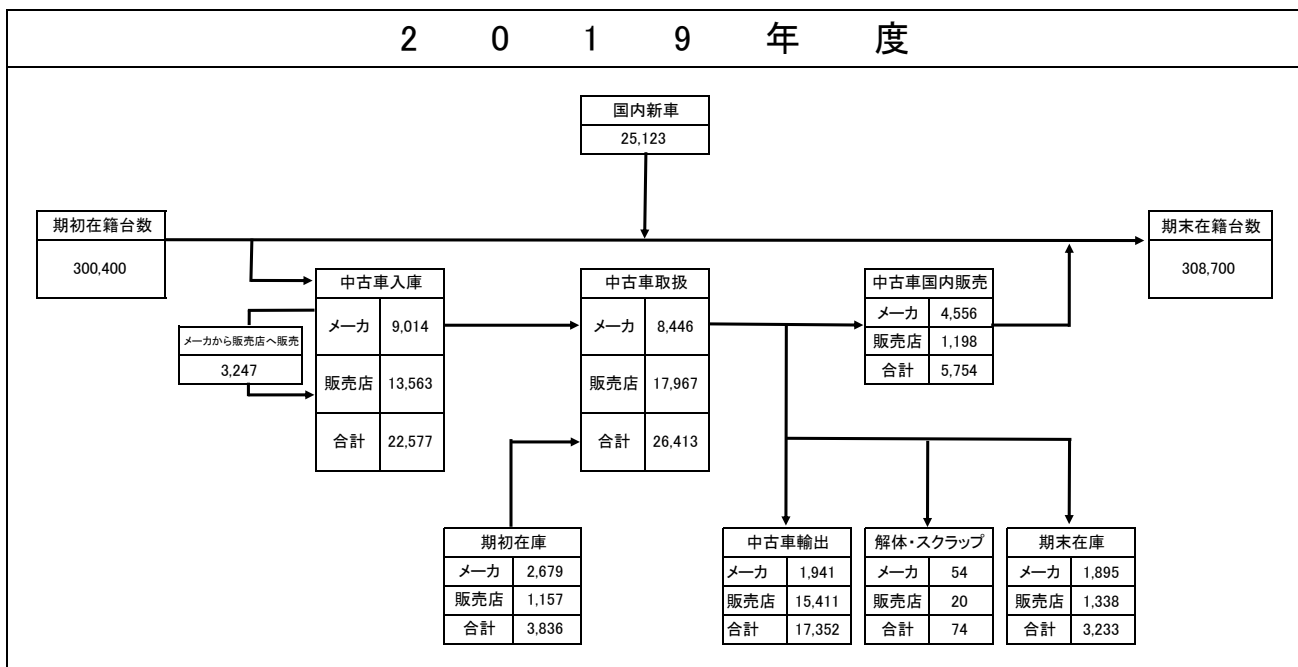 2019年度
国内新車
25,123
期初在籍台数
300,400
期末在籍台数
308,700
中古車入庫
メーカ 9,014
販売店 13,563
合計 22,577
メーカから販売店へ販売
3,247
中古車取扱
メーカ 8,446
販売店 17,967
合計 26,413
中古車国内販売
メーカ 4,556
販売店 1,198
合計 5,754
期初在庫
メーカ 2,679
販売店 1,157
合計 3,836
中古車輸出
メーカ 1,941
販売店 15,411
合計 17,352
解体・スクラップ
メーカ 54
販売店 20
合計 74
期末在庫
メーカ 1,895
販売店 1,338
合計 3,233